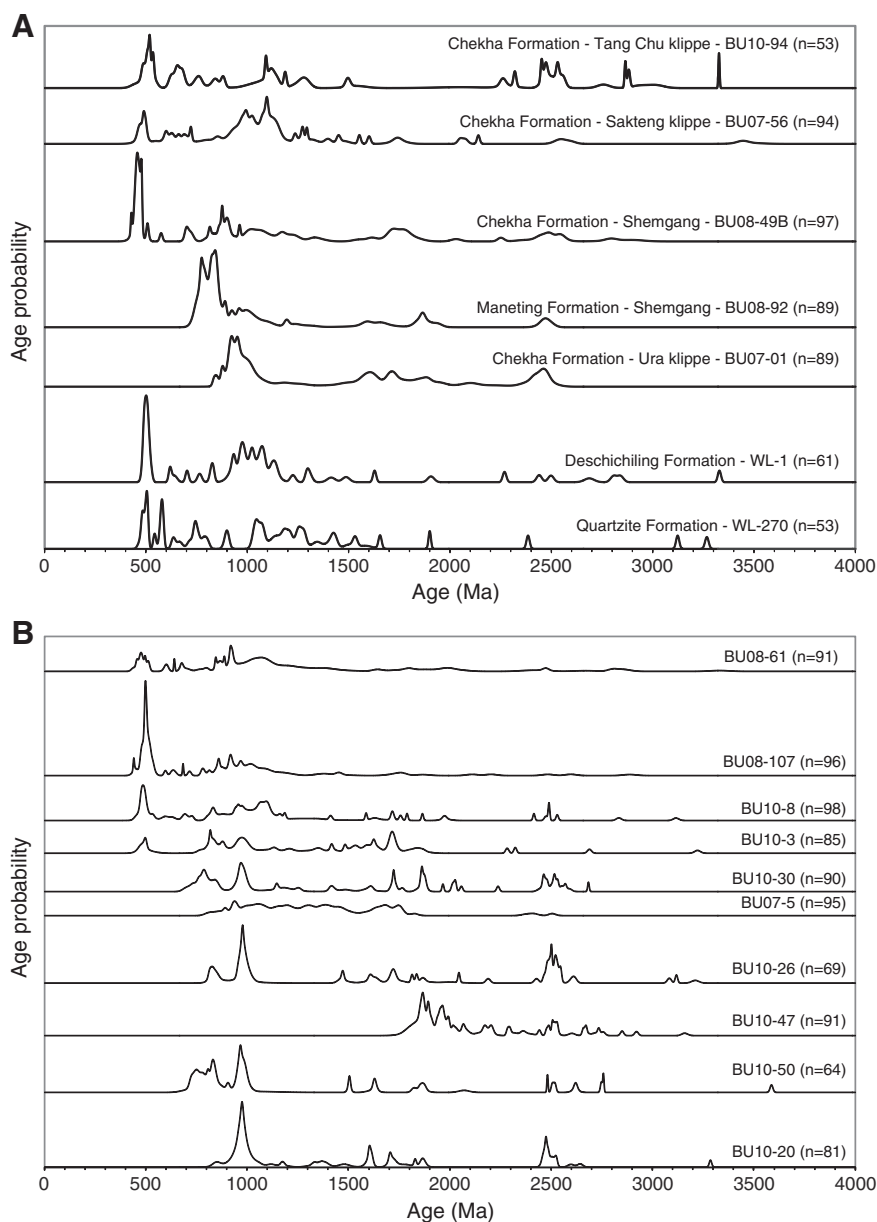 A
Chekha Formation - Tang Chu klippe - BU10-94 (n=53)
Chekha Formation - Sakteng klippe - BU07-56 (n=94)
Chekha Formation - Shemgang - BU08-49B (n=97)
Maneting Formation - Shemgang - BU08-92 (n=89)
Chekha Formation - Ura klippe - BU07-01 (n=89)
Deschichiling Formation - WL-1 (n=61)
Quartzite Formation - WL-270 (n=53)
Age probability
0 500 1000 1500 2000 2500 3000 3500 4000
Age (Ma)
B
BU08-61 (n=91)
BU08-107 (n=96)
BU10-8 (n=98)
BU10-3 (n=85)
BU10-30 (n=90)
BU07-5 (n=95)
BU10-26 (n=69)
BU10-47 (n=91)
BU10-50 (n=64)
BU10-20 (n=81)
Age probability
0 500 1000 1500 2000 2500 3000 3500 4000
Age (Ma)